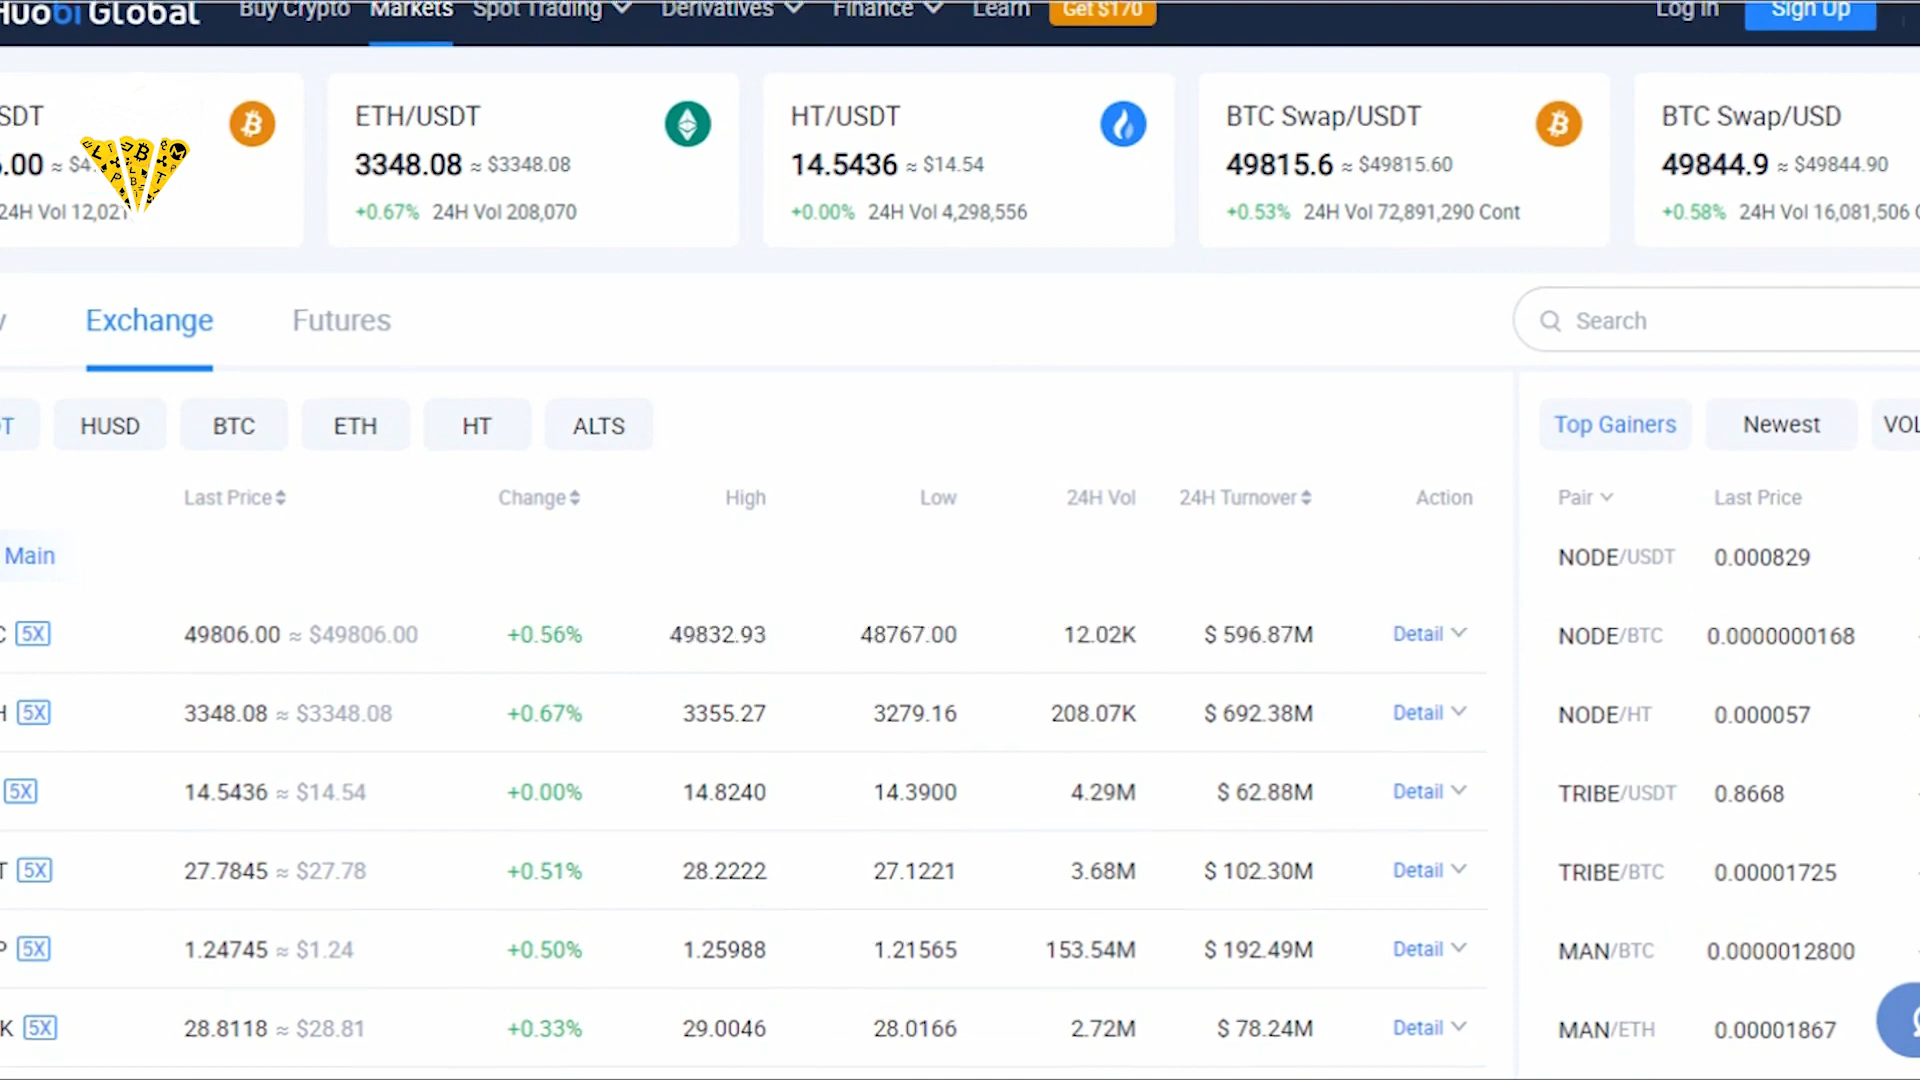 Huobi Global Buy Crypto Markets Spot Trading Derivatives Finance Learn Get $170 Log In Sign Up
SDT ETH/USDT HT/USDT BTC Swap/USDT BTC Swap/USD
.00 ≈ $4 3348.08 ≈ $3348.08 14.5436 ≈ $14.54 49815.6 ≈ $49815.60 49844.9 ≈ $49844.90
24H Vol 12,021 +0.67% 24H Vol 208,070 +0.00% 24H Vol 4,298,556 +0.53% 24H Vol 72,891,290 Cont +0.58% 24H Vol 16,081,506
Exchange Futures Search
T HUSD BTC ETH HT ALTS Top Gainers Newest VOL
Last Price Change High Low 24H Vol 24H Turnover Action Pair Last Price
Main NODE/USDT 0.000829
C 5X 49806.00 ≈ $49806.00 +0.56% 49832.93 48767.00 12.02K $ 596.87M Detail NODE/BTC 0.0000000168
H 5X 3348.08 ≈ $3348.08 +0.67% 3355.27 3279.16 208.07K $ 692.38M Detail NODE/HT 0.000057
5X 14.5436 ≈ $14.54 +0.00% 14.8240 14.3900 4.29M $ 62.88M Detail TRIBE/USDT 0.8668
T 5X 27.7845 ≈ $27.78 +0.51% 28.2222 27.1221 3.68M $ 102.30M Detail TRIBE/BTC 0.00001725
P 5X 1.24745 ≈ $1.24 +0.50% 1.25988 1.21565 153.54M $ 192.49M Detail MAN/BTC 0.0000012800
K 5X 28.8118 ≈ $28.81 +0.33% 29.0046 28.0166 2.72M $ 78.24M Detail MAN/ETH 0.00001867